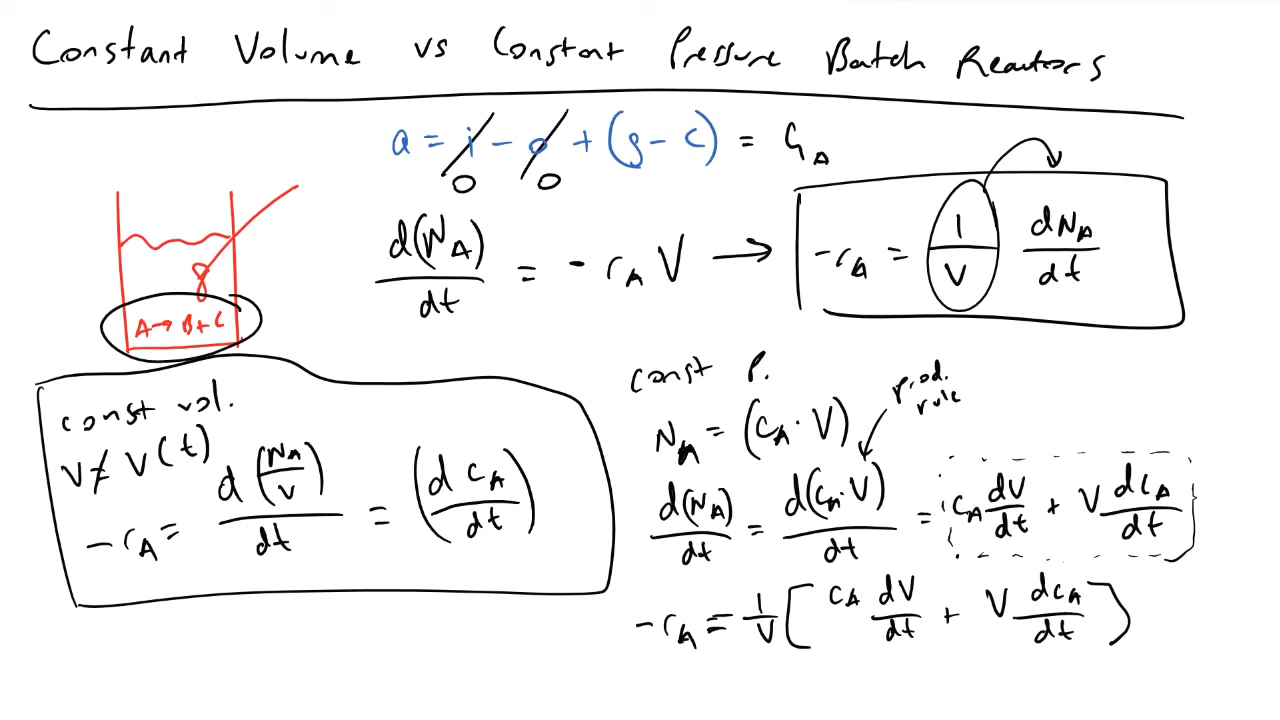 Constant Volume vs Constant Pressure Batch Reactors
a = i - o + (g - c) = G_A
0 0
d(N_A)/dt = - r_A V → -r_A = 1/V dN_A/dt
A → B + C
const vol.
V ≠ V(t)
-r_A = d(N_A/V)/dt = (dC_A/dt)
const P.
prod. rule
N_A = (C_A · V)
d(N_A)/dt = d(C_A · V)/dt = C_A dV/dt + V dC_A/dt
-r_A = 1/V [C_A dV/dt + V dC_A/dt]